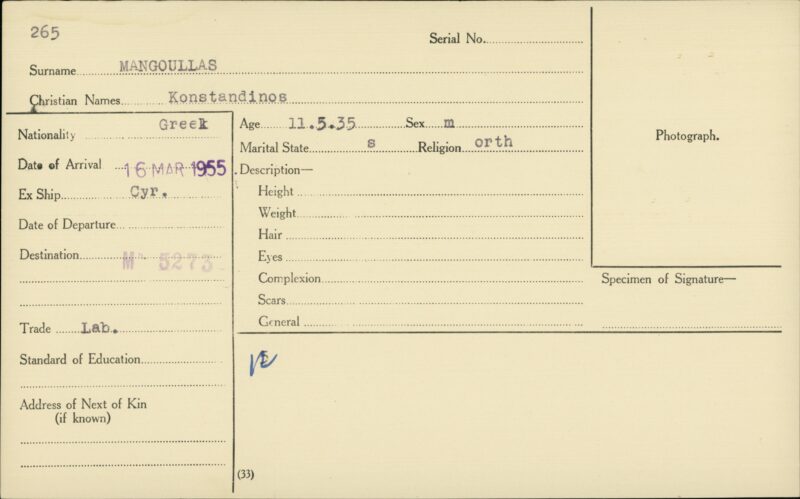 265
Serial No.
Surname MANGOULLAS
Christian Names Konstandinos
Nationality Greek
Age 11.5.35 Sex m
Marital State s Religion orth
Photograph.
Date of Arrival 16 MAR 1955
Description—
Ex Ship Cyr.
Height
Weight
Date of Departure
Hair
Destination Mn 5273
Eyes
Complexion
Specimen of Signature—
Scars
Trade Lab.
General
Standard of Education
Address of Next of Kin
(if known)
(33)